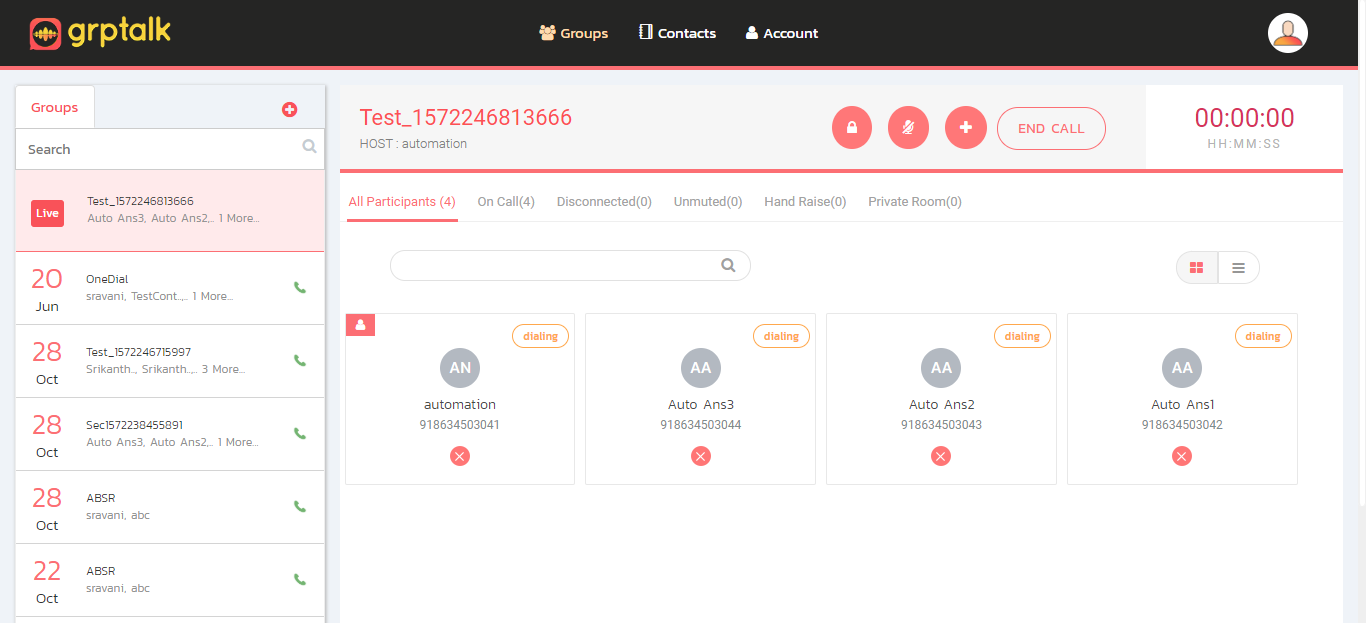 grptalk
Groups
Contacts
Account
Groups
Search
Live
Test_1572246813666
Auto Ans3, Auto Ans2,.. 1 More...
20
Jun
OneDial
sravani, TestCont..,.. 1 More...
28
Oct
Test_1572246715997
Srikanth.., Srikanth..,.. 3 More...
28
Oct
Sec1572238455891
Auto Ans3, Auto Ans2,.. 1 More...
28
Oct
ABSR
sravani, abc
22
Oct
ABSR
sravani, abc
Test_1572246813666
HOST : automation
END CALL
00:00:00
HH:MM:SS
All Participants (4)
On Call(4)
Disconnected(0)
Unmuted(0)
Hand Raise(0)
Private Room(0)
dialing
AN
automation
918634503041
dialing
AA
Auto Ans3
918634503044
dialing
AA
Auto Ans2
918634503043
dialing
AA
Auto Ans1
918634503042